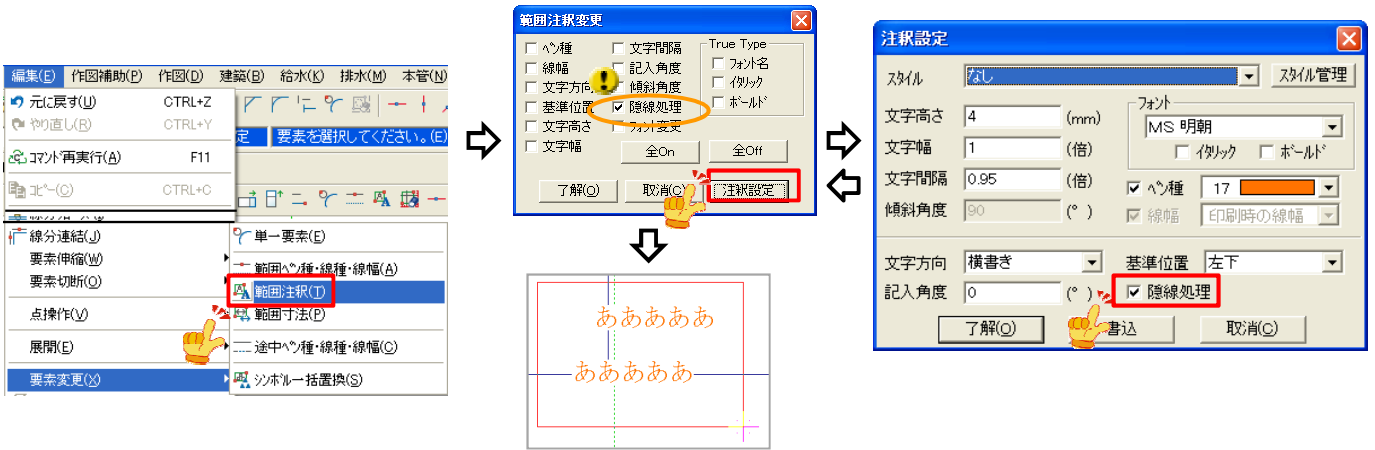 編集(E) 作図補助(P) 作図(D) 建築(B) 給水(K) 排水(M) 本管(N)
元に戻す(U) CTRL+Z
やり直し(R) CTRL+Y
定 要素を選択してください。(E)
コマンド再実行(A) F11
コピー(C) CTRL+C
線分連結(J)
要素伸縮(W)
要素切断(O)
点操作(V)
展開(E)
要素変更(X)
単一要素(E)
範囲ペン種・線種・線幅(A)
範囲注釈(T)
範囲寸法(P)
途中ペン種・線種・線幅(C)
シンボル一括置換(S)
範囲注釈変更
ペン種
線幅
文字方向
基準位置
文字高さ
文字幅
文字間隔
記入角度
傾斜角度
隠線処理
フォント変更
True Type
フォント名
イタリック
ボールド
全On 全Off
了解(O) 取消(C) 注釈設定
あああああ
あああああ
注釈設定
スタイル なし スタイル管理
文字高さ 4 (mm)
文字幅 1 (倍)
文字間隔 0.95 (倍)
傾斜角度 90 (°)
フォント
MS 明朝
イタリック ボールド
ペン種 17
線幅 印刷時の線幅
文字方向 横書き 基準位置 左下
記入角度 0 (°) 隠線処理
了解(O) 書込 取消(C)